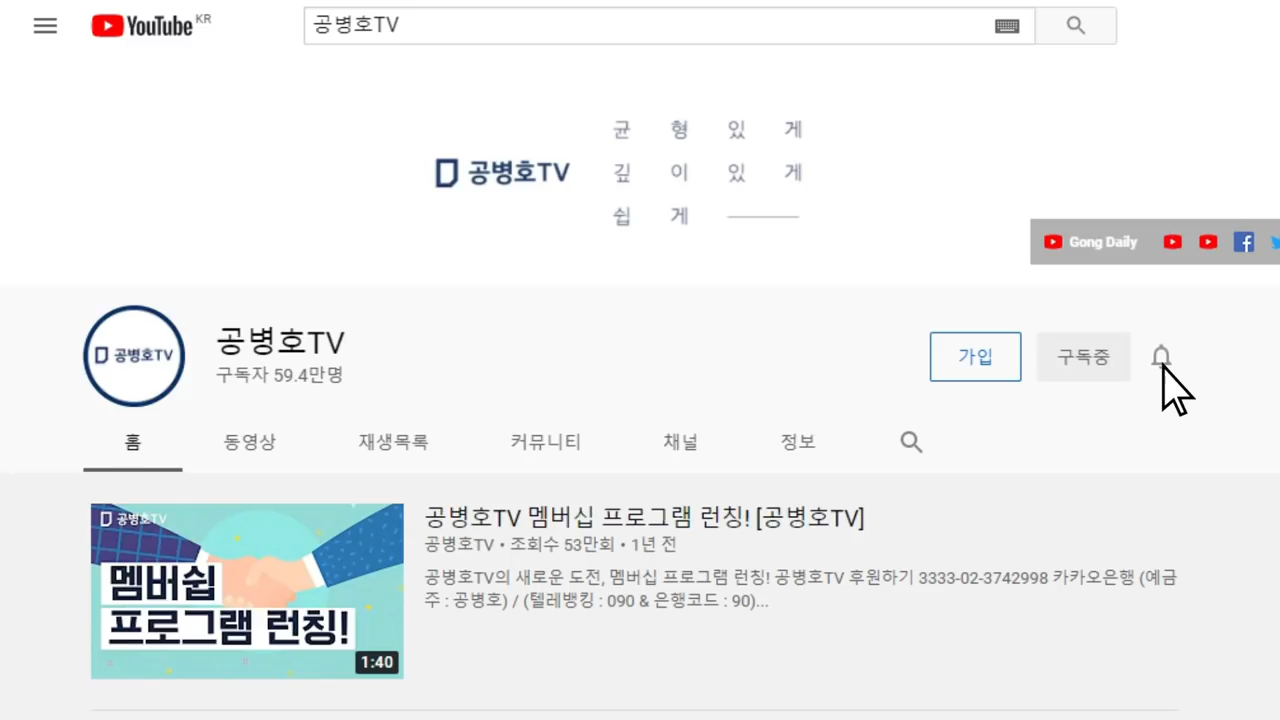 YouTube KR
공병호TV
균 형 있 게
공병호TV
깊 이 있 게
쉽 게
Gong Daily
공병호TV
공병호TV
구독자 59.4만명
가입
구독중
홈
동영상
재생목록
커뮤니티
채널
정보
공병호TV
멤버쉽
프로그램 런칭!
1:40
공병호TV 멤버십 프로그램 런칭! [공병호TV]
공병호TV • 조회수 53만회 • 1년 전
공병호TV의 새로운 도전, 멤버십 프로그램 런칭! 공병호TV 후원하기 3333-02-3742998 카카오은행 (예금
주 : 공병호) / (텔레뱅킹 : 090 & 은행코드 : 90)...